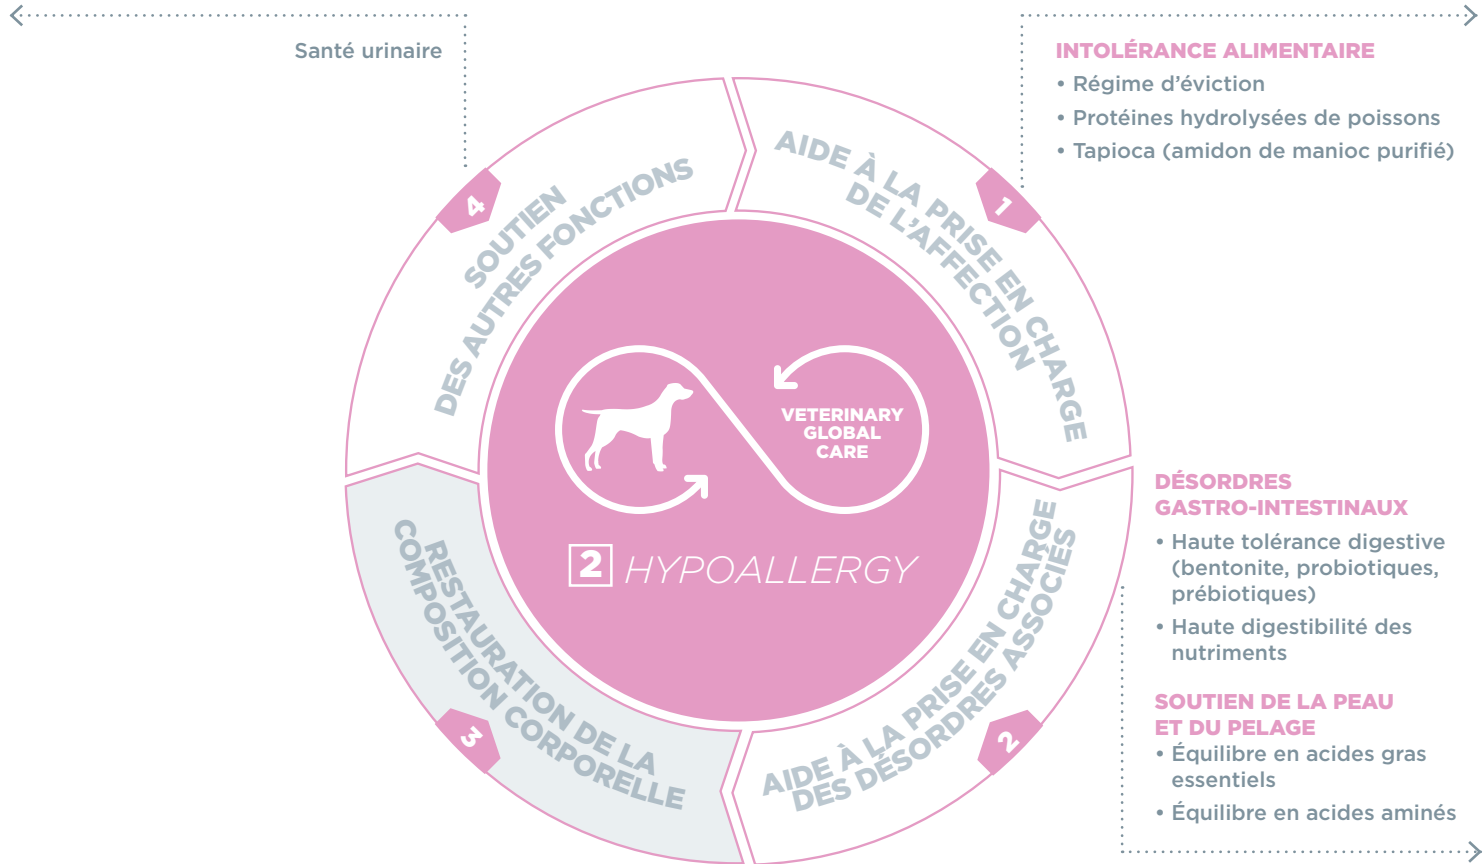 Santé urinaire
INTOLÉRANCE ALIMENTAIRE
• Régime d’éviction
• Protéines hydrolysées de poissons
• Tapioca (amidon de manioc purifié)
AIDE À LA PRISE EN CHARGE
DE L’AFFECTION
1
4
SOUTIEN
DES AUTRES FONCTIONS
VETERINARY
GLOBAL
CARE
2 HYPOALLERGY
DÉSORDRES
GASTRO-INTESTINAUX
• Haute tolérance digestive
(bentonite, probiotiques,
prébiotiques)
• Haute digestibilité des
nutriments
SOUTIEN DE LA PEAU
ET DU PELAGE
• Équilibre en acides gras
essentiels
• Équilibre en acides aminés
AIDE À LA PRISE EN CHARGE
DES DÉSORDRES ASSOCIÉS
2
RESTAURATION DE LA
COMPOSITION CORPORELLE
3